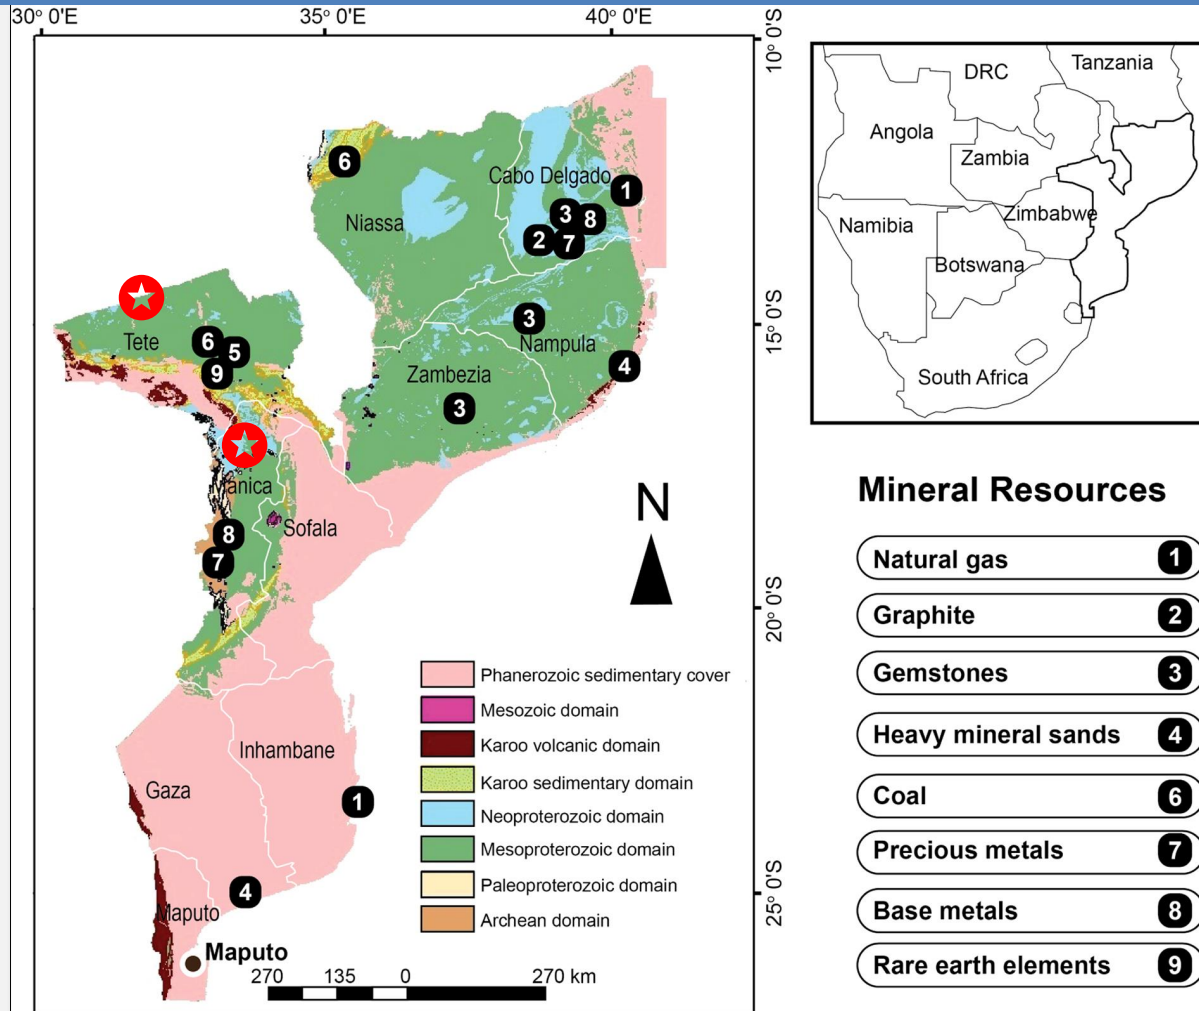 30° 0'E
35° 0'E
40° 0'E
10° 0'S
15° 0'S
20° 0'S
25° 0'S
6
Cabo Delgado
1
Niassa
3
8
2
7
3
Nampula
4
Zambezia
3
Tete
6
5
9
Manica
Sofala
8
7
Inhambane
1
Gaza
4
Maputo
Maputo
N
Phanerozoic sedimentary cover
Mesozoic domain
Karoo volcanic domain
Karoo sedimentary domain
Neoproterozoic domain
Mesoproterozoic domain
Paleoproterozoic domain
Archean domain
270 135 0 270 km
DRC
Tanzania
Angola
Zambia
Zimbabwe
Namibia
Botswana
South Africa
Mineral Resources
Natural gas 1
Graphite 2
Gemstones 3
Heavy mineral sands 4
Coal 6
Precious metals 7
Base metals 8
Rare earth elements 9